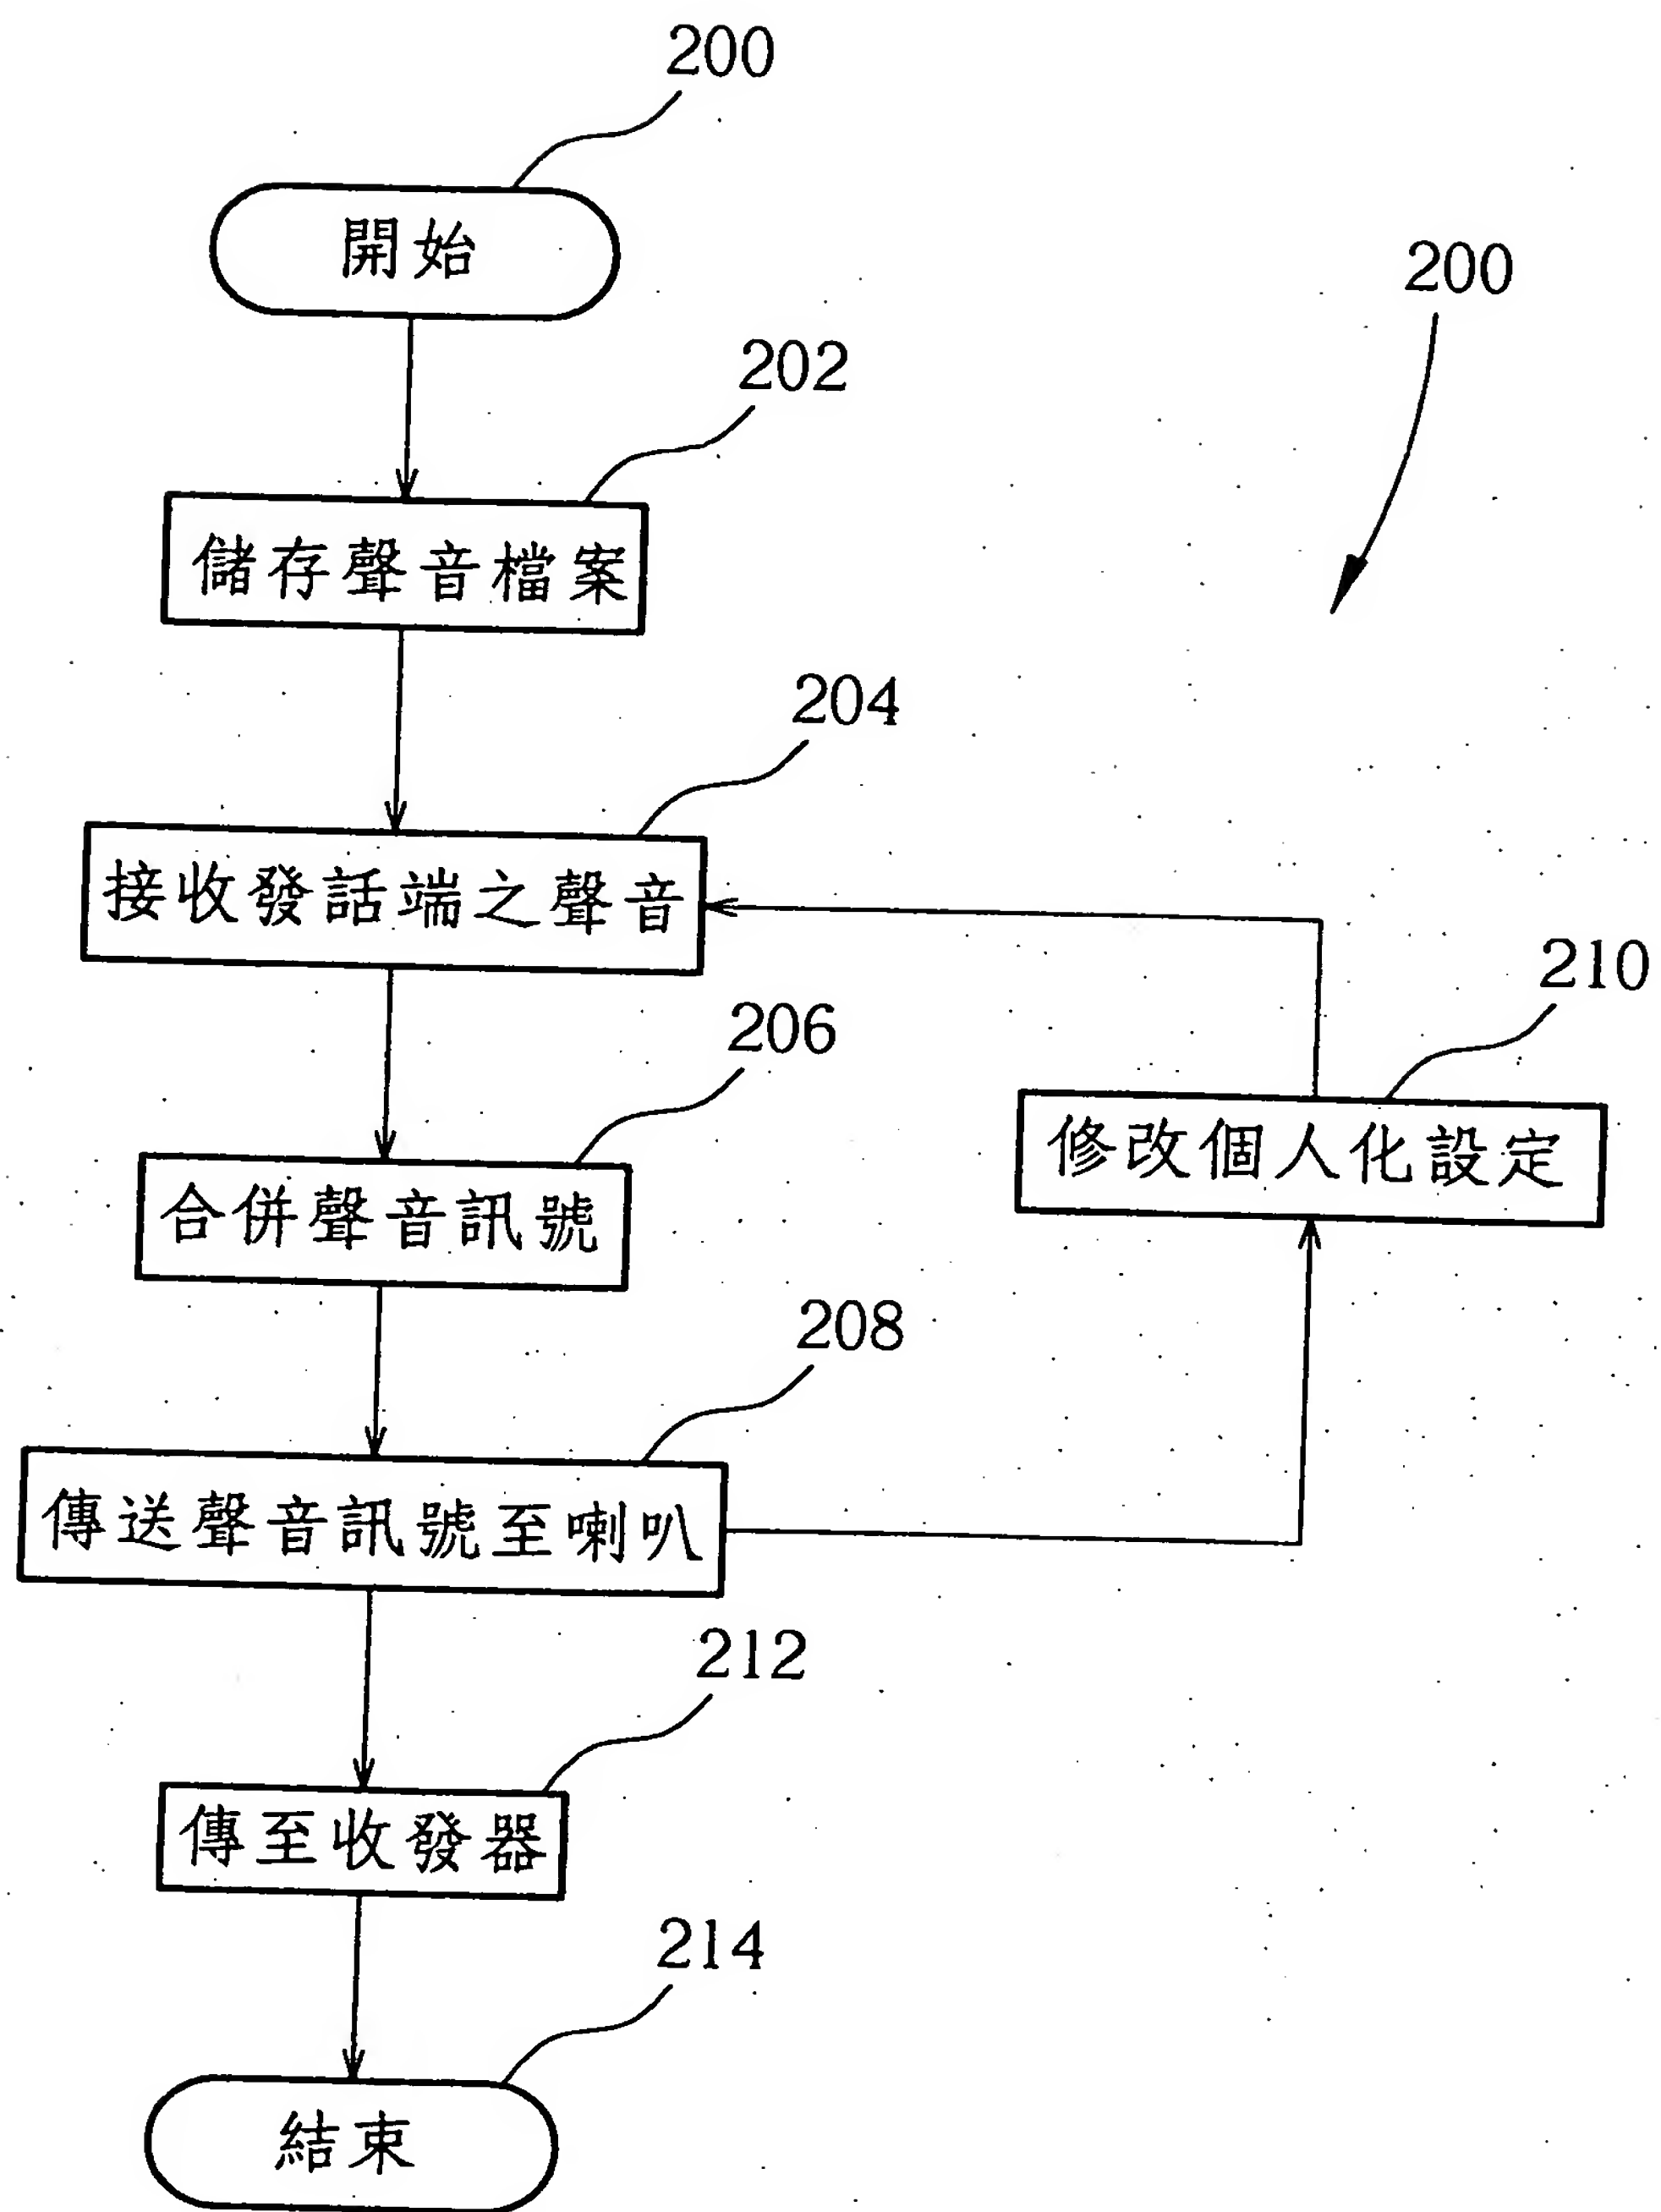 200
開始
200
202
儲存聲音檔案
204
接收發話端之聲音
210
206
修改個人化設定
合併聲音訊號
208
傳送聲音訊號至喇叭
212
傳至收發器
214
結束